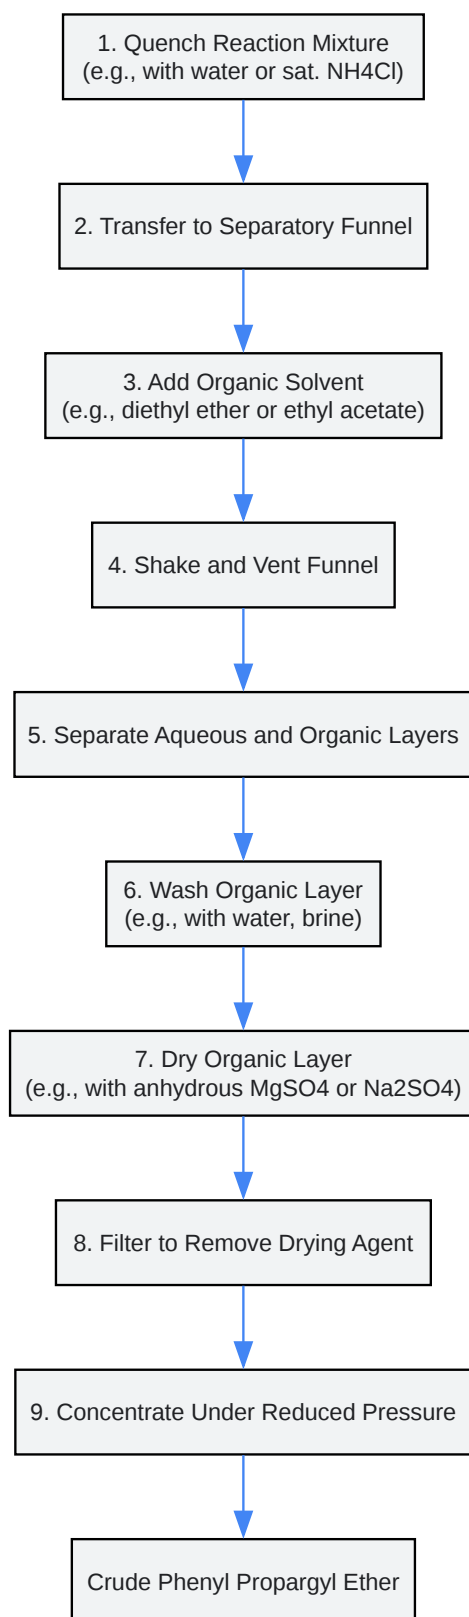 1. Quench Reaction Mixture
(e.g., with water or sat. NH4Cl)
2. Transfer to Separatory Funnel
3. Add Organic Solvent
(e.g., diethyl ether or ethyl acetate)
4. Shake and Vent Funnel
5. Separate Aqueous and Organic Layers
6. Wash Organic Layer
(e.g., with water, brine)
7. Dry Organic Layer
(e.g., with anhydrous MgSO4 or Na2SO4)
8. Filter to Remove Drying Agent
9. Concentrate Under Reduced Pressure
Crude Phenyl Propargyl Ether